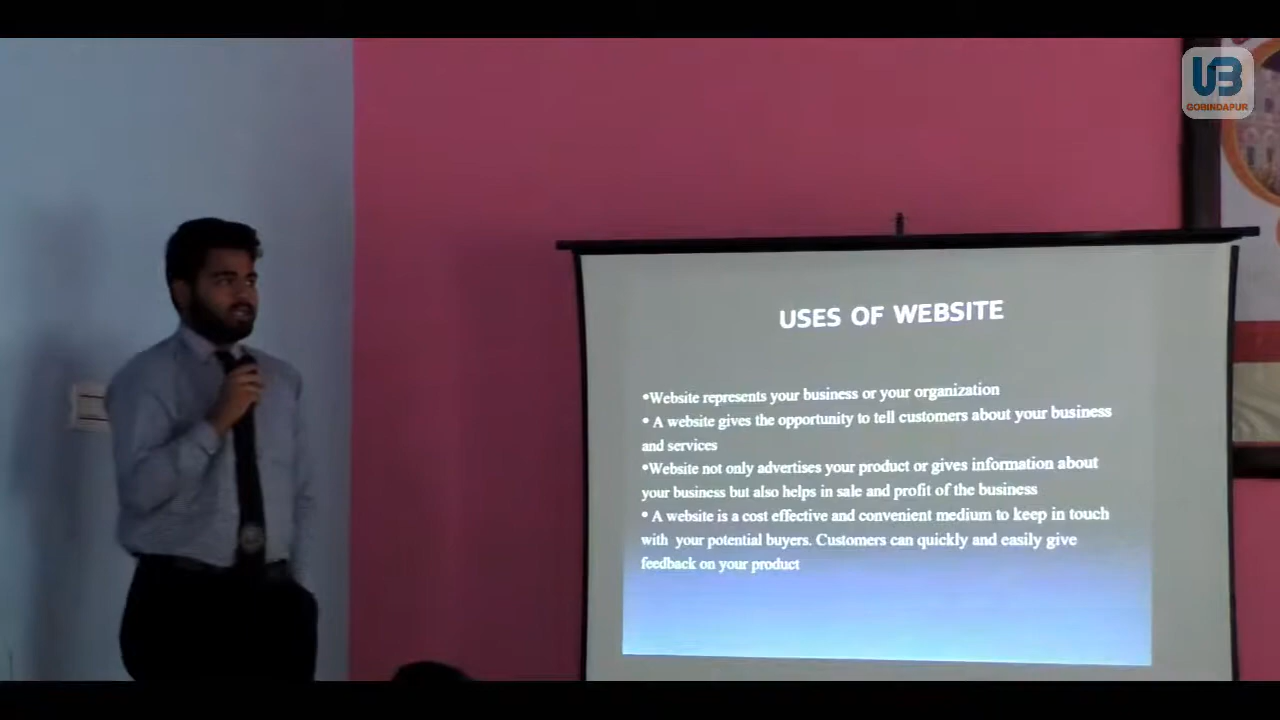 UB
GOBINDAPUR
USES OF WEBSITE
•Website represents your business or your organization
• A website gives the opportunity to tell customers about your business
and services
•Website not only advertises your product or gives information about
your business but also helps in sale and profit of the business
• A website is a cost effective and convenient medium to keep in touch
with your potential buyers. Customers can quickly and easily give
feedback on your product